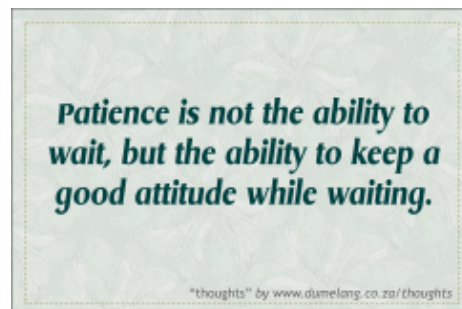 Patience is not the ability to
wait, but the ability to keep a
good attitude while waiting.
"thoughts" by www.dumelang.co.za/thoughts